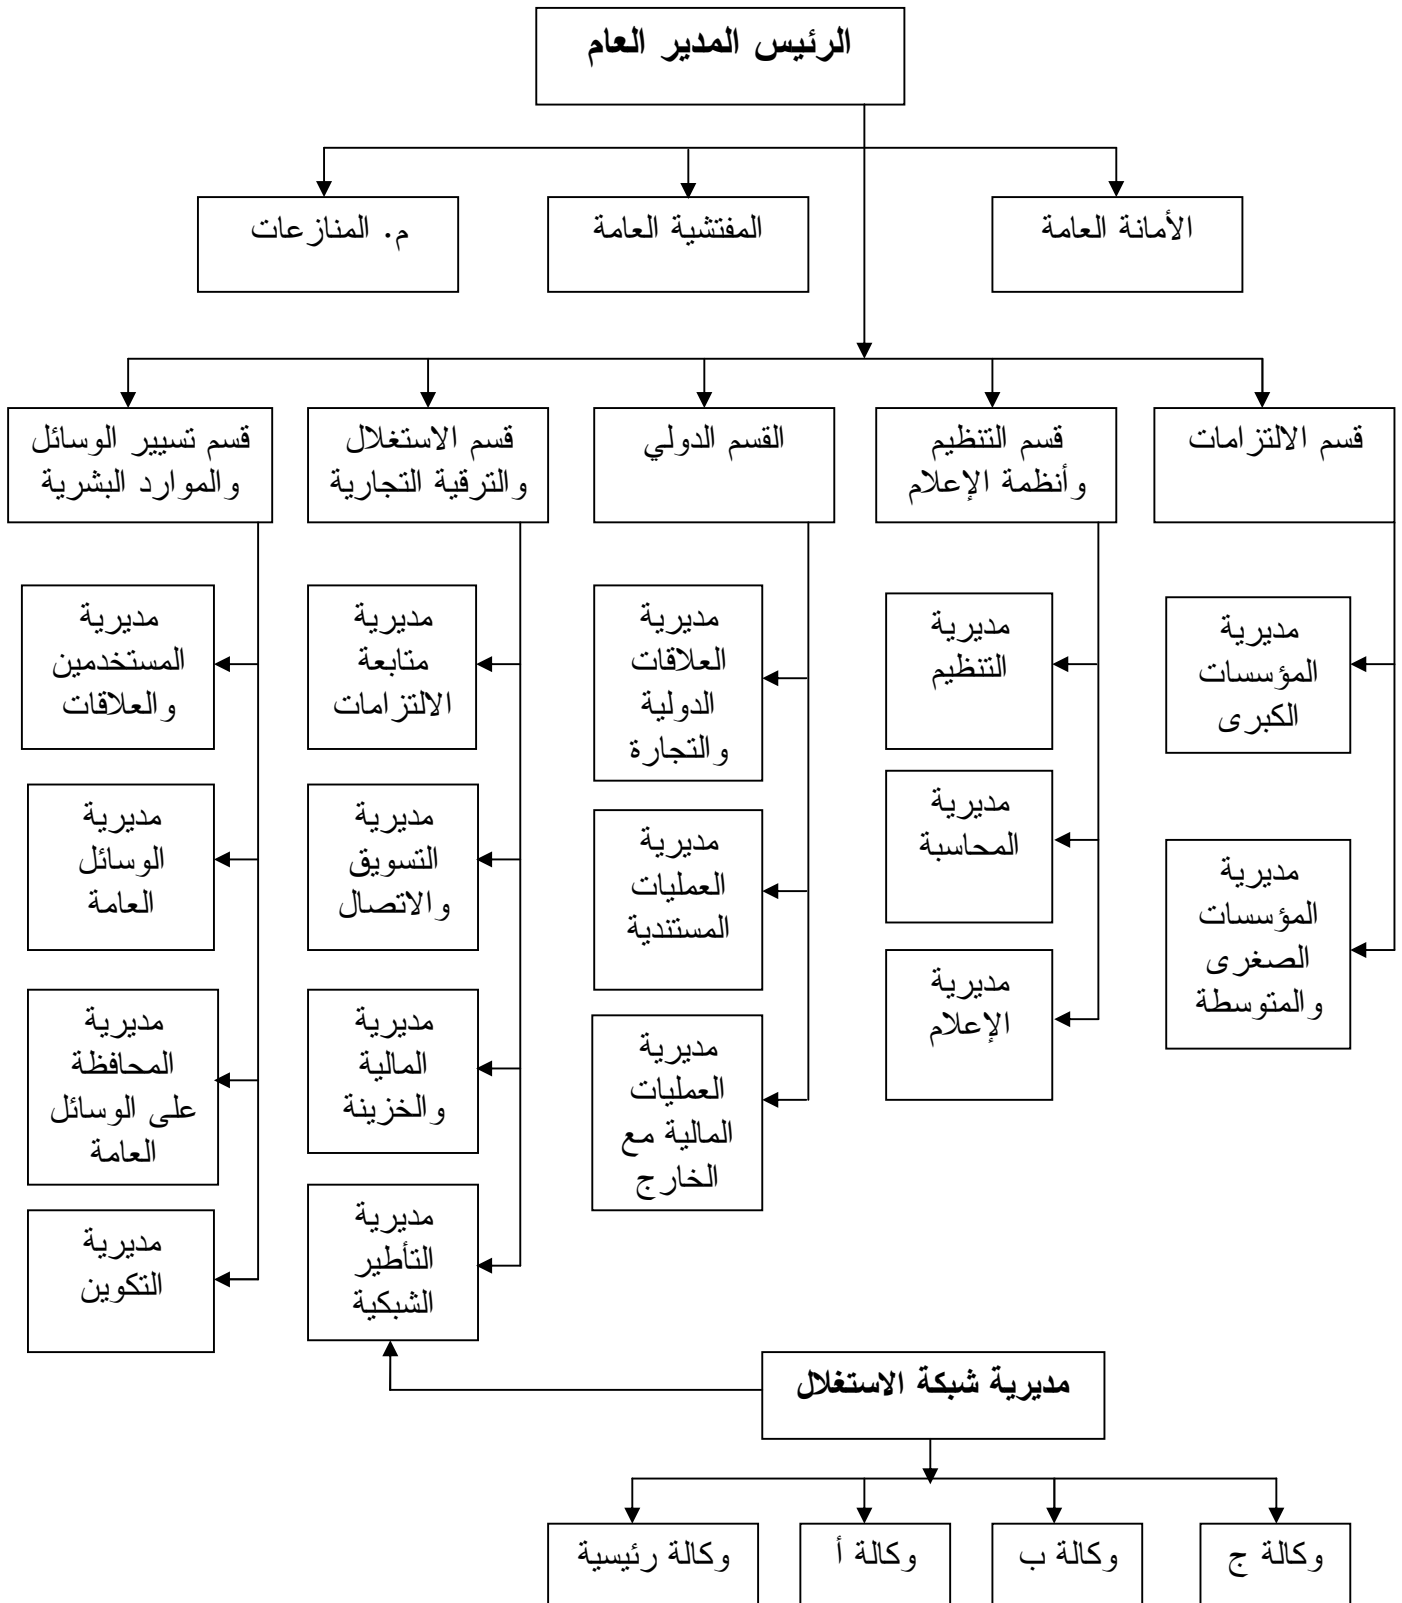 الرئيس المدير العام
الأمانة العامة
المفتشية العامة
م. المنازعات
قسم الالتزامات
قسم التنظيم
وأنظمة الإعلام
القسم الدولي
قسم الاستغلال
والترقية التجارية
قسم تسيير الوسائل
والموارد البشرية
مديرية
المؤسسات
الكبرى
مديرية
المؤسسات
الصغرى
والمتوسطة
مديرية
التنظيم
مديرية
المحاسبة
مديرية
الإعلام
مديرية
العلاقات
الدولية
والتجارة
مديرية
العمليات
المستندية
مديرية
العمليات
المالية مع
الخارج
مديرية
متابعة
الالتزامات
مديرية
التسويق
والاتصال
مديرية
المالية
والخزينة
مديرية
التأطير
الشبكية
مديرية
المستخدمين
والعلاقات
مديرية
الوسائل
العامة
مديرية
المحافظة
على الوسائل
العامة
مديرية
التكوين
مديرية شبكة الاستغلال
وكالة ج
وكالة ب
وكالة أ
وكالة رئيسية